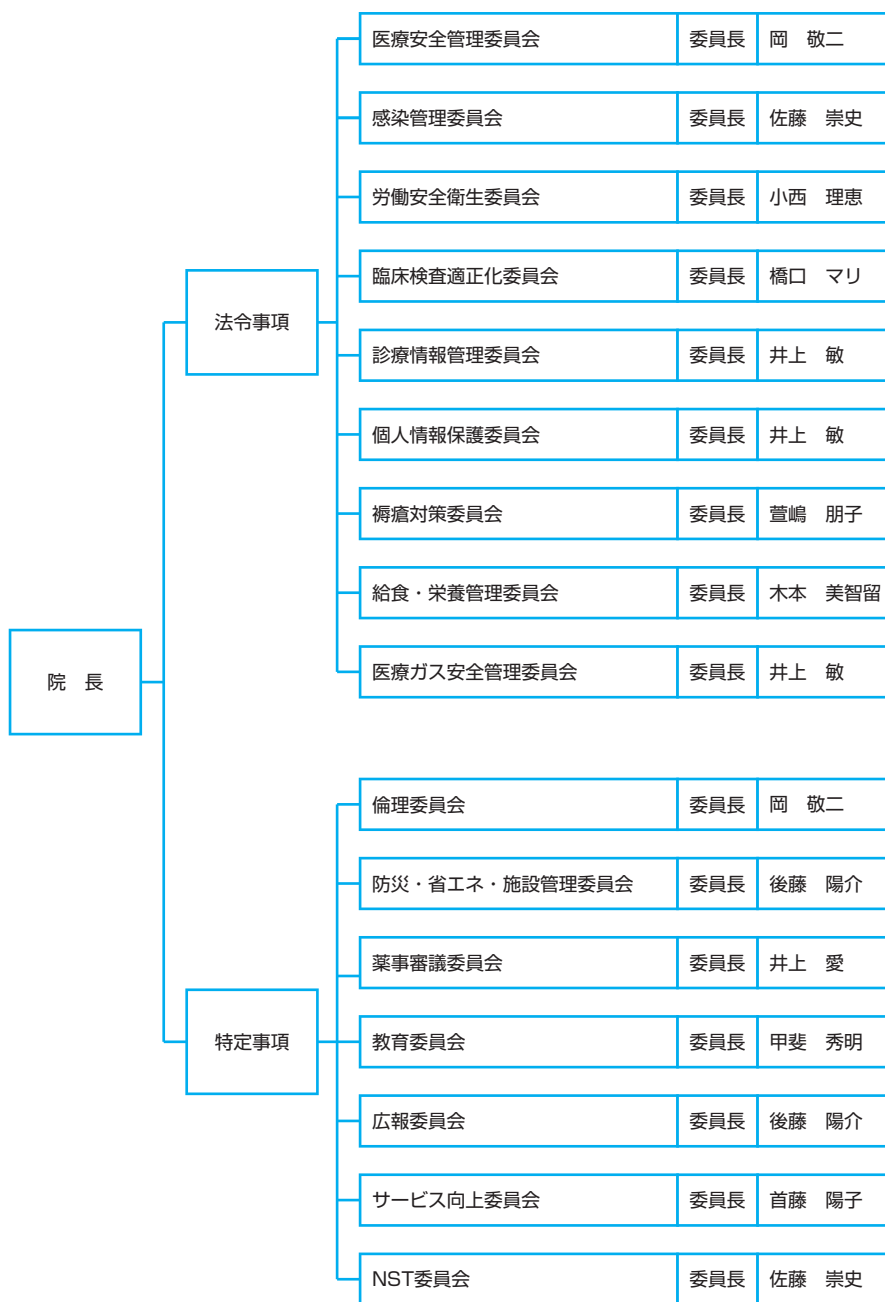 院　長
法令事項
医療安全管理委員会 委員長 岡　敬二
感染管理委員会 委員長 佐藤　崇史
労働安全衛生委員会 委員長 小西　理恵
臨床検査適正化委員会 委員長 橋口　マリ
診療情報管理委員会 委員長 井上　敏
個人情報保護委員会 委員長 井上　敏
褥瘡対策委員会 委員長 萱嶋　朋子
給食・栄養管理委員会 委員長 木本　美智留
医療ガス安全管理委員会 委員長 井上　敏
特定事項
倫理委員会 委員長 岡　敬二
防災・省エネ・施設管理委員会 委員長 後藤　陽介
薬事審議委員会 委員長 井上　愛
教育委員会 委員長 甲斐　秀明
広報委員会 委員長 後藤　陽介
サービス向上委員会 委員長 首藤　陽子
NST委員会 委員長 佐藤　崇史